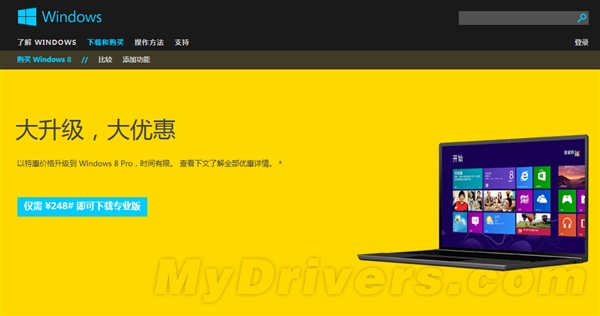 Windows
了解 WINDOWS 下载和购买 操作方法 支持 登录
购买 Windows 8 // 比较 添加功能
大升级，大优惠
以特惠价格升级到 Windows 8 Pro，时间有限。 查看下文了解全部优惠详情。 *
仅需 ¥248# 即可下载专业版
开始
MyDrivers.com